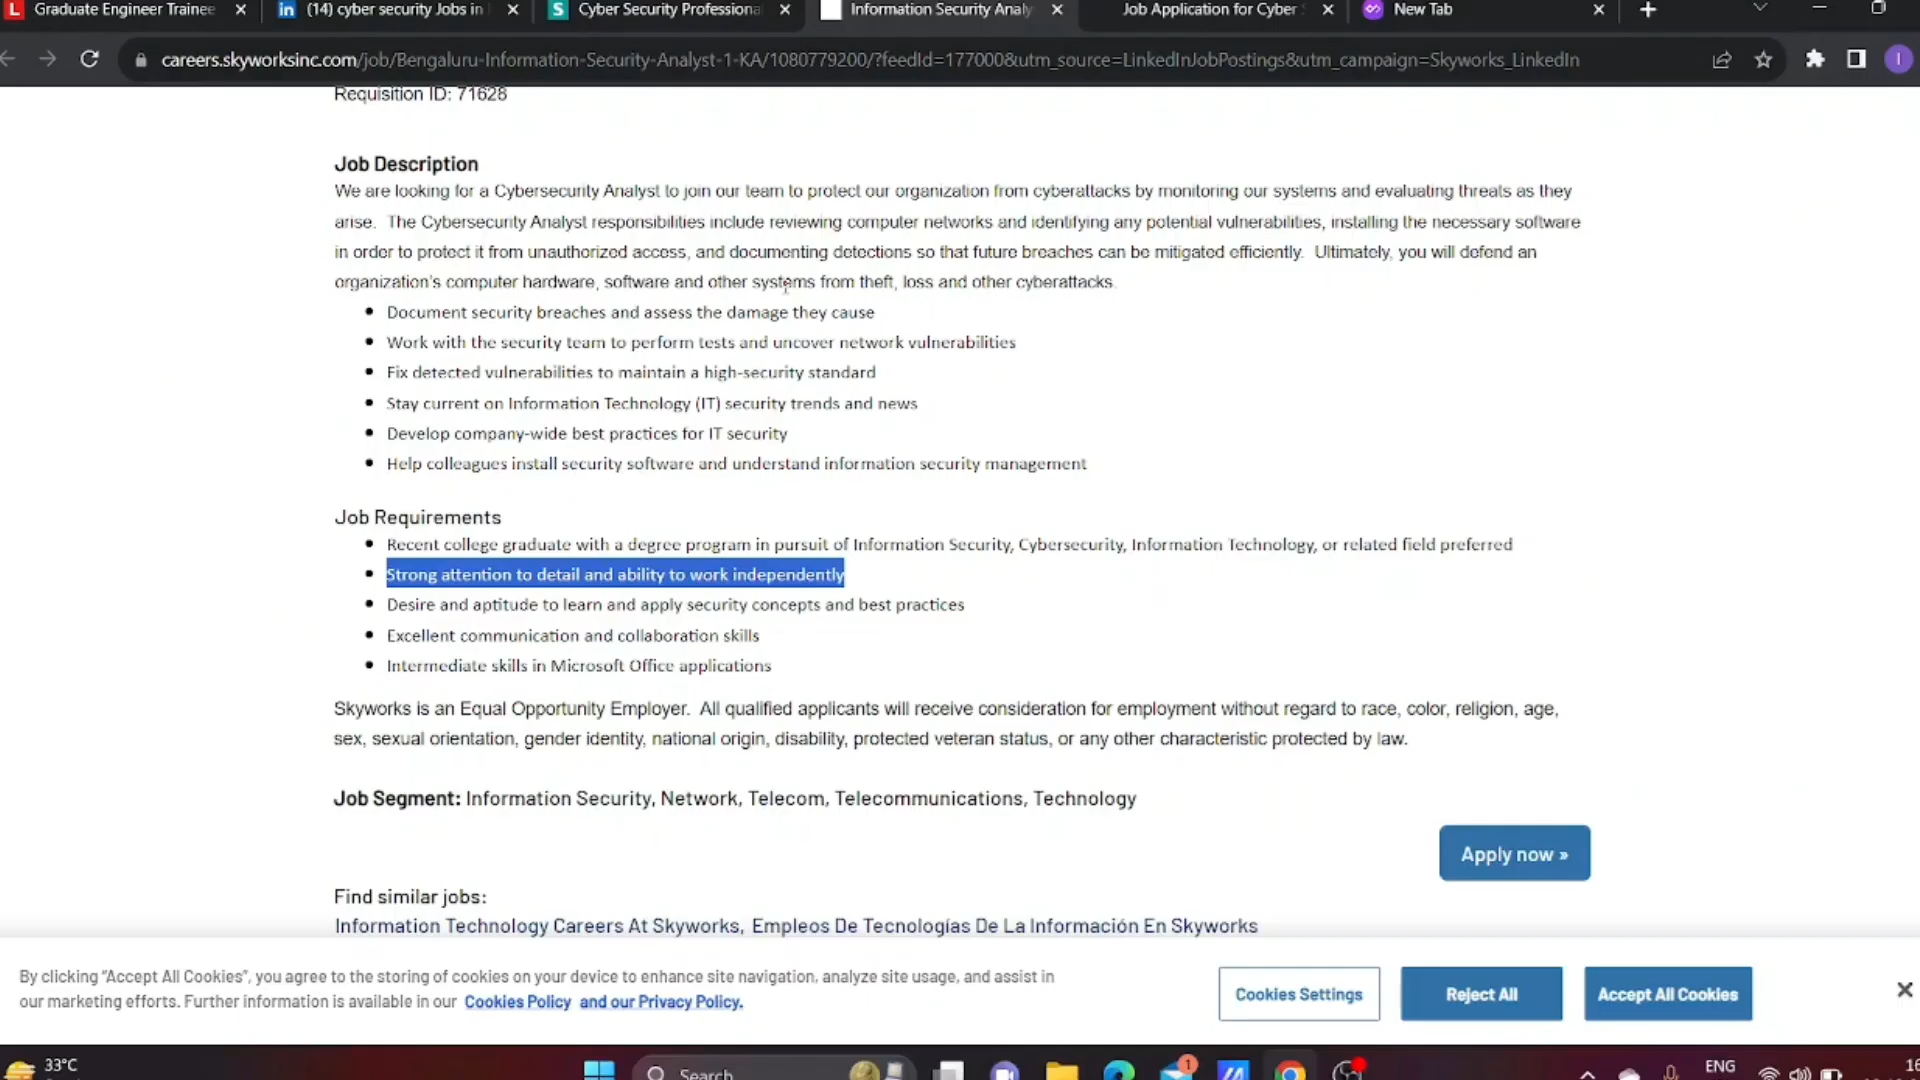 Graduate Engineer Trainee
(14) cyber security Jobs in
Cyber Security Professional
Information Security Analy
Job Application for Cyber
New Tab
careers.skyworksinc.com/job/Bengaluru-Information-Security-Analyst-1-KA/1080779200/?feedId=177000&utm_source=LinkedInJobPostings&utm_campaign=Skyworks_LinkedIn
Requisition ID: 71628
Job Description
We are looking for a Cybersecurity Analyst to join our team to protect our organization from cyberattacks by monitoring our systems and evaluating threats as they
arise. The Cybersecurity Analyst responsibilities include reviewing computer networks and identifying any potential vulnerabilities, installing the necessary software
in order to protect it from unauthorized access, and documenting detections so that future breaches can be mitigated efficiently. Ultimately, you will defend an
organization's computer hardware, software and other systems from theft, loss and other cyberattacks.
• Document security breaches and assess the damage they cause
• Work with the security team to perform tests and uncover network vulnerabilities
• Fix detected vulnerabilities to maintain a high-security standard
• Stay current on Information Technology (IT) security trends and news
• Develop company-wide best practices for IT security
• Help colleagues install security software and understand information security management
Job Requirements
• Recent college graduate with a degree program in pursuit of Information Security, Cybersecurity, Information Technology, or related field preferred
• Strong attention to detail and ability to work independently
• Desire and aptitude to learn and apply security concepts and best practices
• Excellent communication and collaboration skills
• Intermediate skills in Microsoft Office applications
Skyworks is an Equal Opportunity Employer. All qualified applicants will receive consideration for employment without regard to race, color, religion, age,
sex, sexual orientation, gender identity, national origin, disability, protected veteran status, or any other characteristic protected by law.
Job Segment: Information Security, Network, Telecom, Telecommunications, Technology
Apply now »
Find similar jobs:
Information Technology Careers At Skyworks, Empleos De Tecnologías De La Información En Skyworks
By clicking "Accept All Cookies", you agree to the storing of cookies on your device to enhance site navigation, analyze site usage, and assist in
our marketing efforts. Further information is available in our Cookies Policy and our Privacy Policy.
Cookies Settings
Reject All
Accept All Cookies
33°C
Search
1
ENG
16